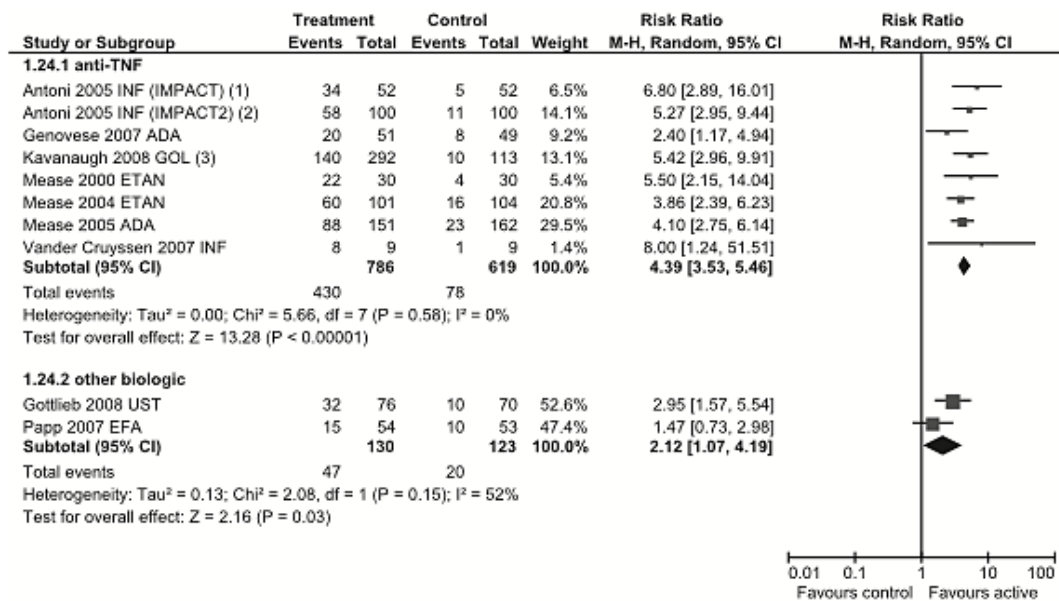 Treatment Control Risk Ratio Risk Ratio
Study or Subgroup Events Total Events Total Weight M-H, Random, 95% CI M-H, Random, 95% CI
1.24.1 anti-TNF
Antoni 2005 INF (IMPACT) (1) 34 52 5 52 6.5% 6.80 [2.89, 16.01]
Antoni 2005 INF (IMPACT2) (2) 58 100 11 100 14.1% 5.27 [2.95, 9.44]
Genovese 2007 ADA 20 51 8 49 9.2% 2.40 [1.17, 4.94]
Kavanaugh 2008 GOL (3) 140 292 10 113 13.1% 5.42 [2.96, 9.91]
Mease 2000 ETAN 22 30 4 30 5.4% 5.50 [2.15, 14.04]
Mease 2004 ETAN 60 101 16 104 20.8% 3.86 [2.39, 6.23]
Mease 2005 ADA 88 151 23 162 29.5% 4.10 [2.75, 6.14]
Vander Cruyssen 2007 INF 8 9 1 9 1.4% 8.00 [1.24, 51.51]
Subtotal (95% CI) 786 619 100.0% 4.39 [3.53, 5.46]
Total events 430 78
Heterogeneity: Tau² = 0.00; Chi² = 5.66, df = 7 (P = 0.58); I² = 0%
Test for overall effect: Z = 13.28 (P < 0.00001)
1.24.2 other biologic
Gottlieb 2008 UST 32 76 10 70 52.6% 2.95 [1.57, 5.54]
Papp 2007 EFA 15 54 10 53 47.4% 1.47 [0.73, 2.98]
Subtotal (95% CI) 130 123 100.0% 2.12 [1.07, 4.19]
Total events 47 20
Heterogeneity: Tau² = 0.13; Chi² = 2.08, df = 1 (P = 0.15); I² = 52%
Test for overall effect: Z = 2.16 (P = 0.03)
0.01 0.1 1 10 100
Favours control Favours active